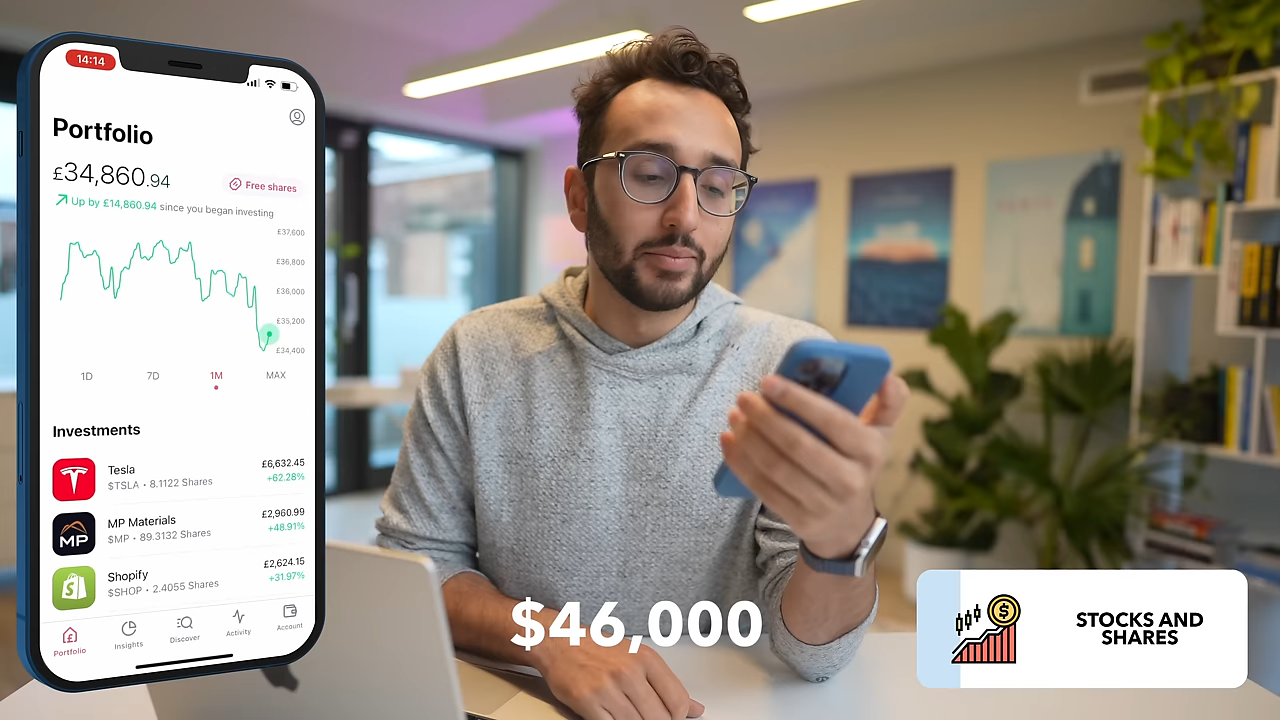 14:14
Portfolio
£34,860.94
Free shares
Up by £14,860.94 since you began investing
£37,600
£36,800
£36,000
£35,200
£34,400
1D 7D 1M MAX
Investments
Tesla £6,632.45
$TSLA • 8.1122 Shares +62.28%
MP
MP Materials £2,960.99
$MP • 89.3132 Shares +48.91%
Shopify £2,624.15
$SHOP • 2.4055 Shares +31.97%
Portfolio Insights Discover Activity Account
$46,000
STOCKS AND
SHARES